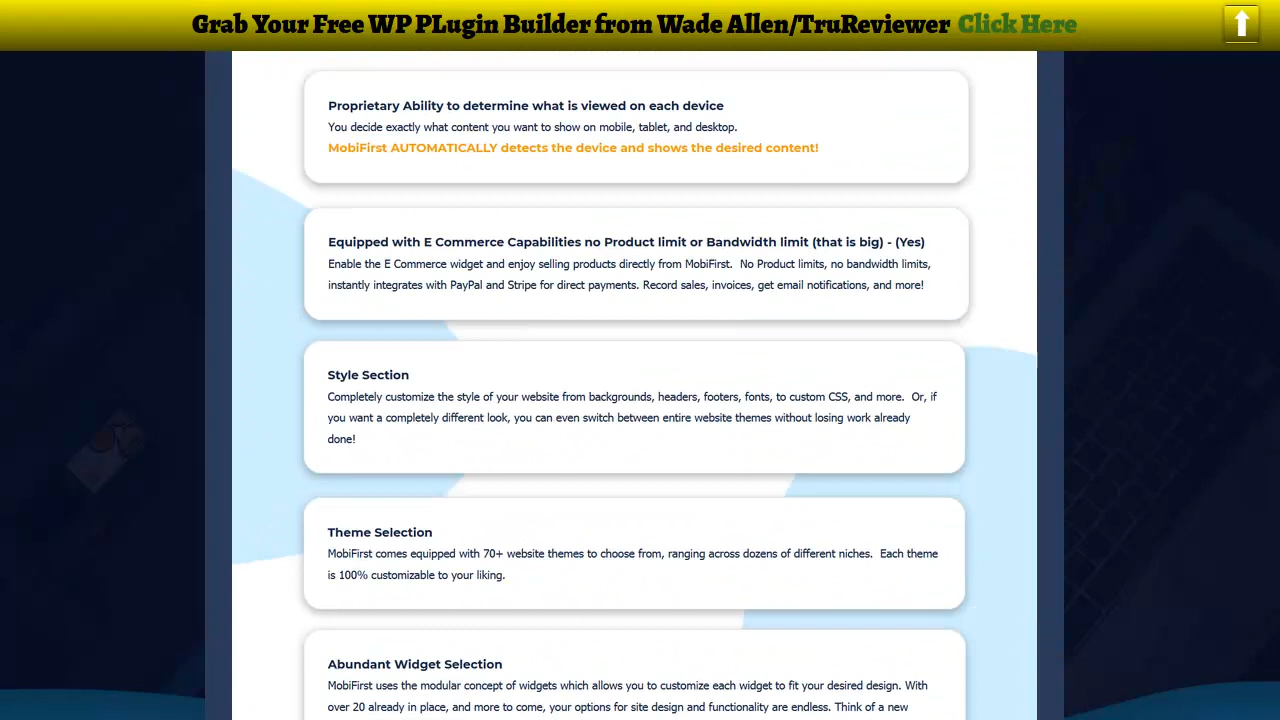 Grab Your Free WP PLugin Builder from Wade Allen/TruReviewer Click Here
Proprietary Ability to determine what is viewed on each device
You decide exactly what content you want to show on mobile, tablet, and desktop.
MobiFirst AUTOMATICALLY detects the device and shows the desired content!
Equipped with E Commerce Capabilities no Product limit or Bandwidth limit (that is big) - (Yes)
Enable the E Commerce widget and enjoy selling products directly from MobiFirst. No Product limits, no bandwidth limits,
instantly integrates with PayPal and Stripe for direct payments. Record sales, invoices, get email notifications, and more!
Style Section
Completely customize the style of your website from backgrounds, headers, footers, fonts, to custom CSS, and more. Or, if
you want a completely different look, you can even switch between entire website themes without losing work already
done!
Theme Selection
MobiFirst comes equipped with 70+ website themes to choose from, ranging across dozens of different niches. Each theme
is 100% customizable to your liking.
Abundant Widget Selection
MobiFirst uses the modular concept of widgets which allows you to customize each widget to fit your desired design. With
over 20 already in place, and more to come, your options for site design and functionality are endless. Think of a new